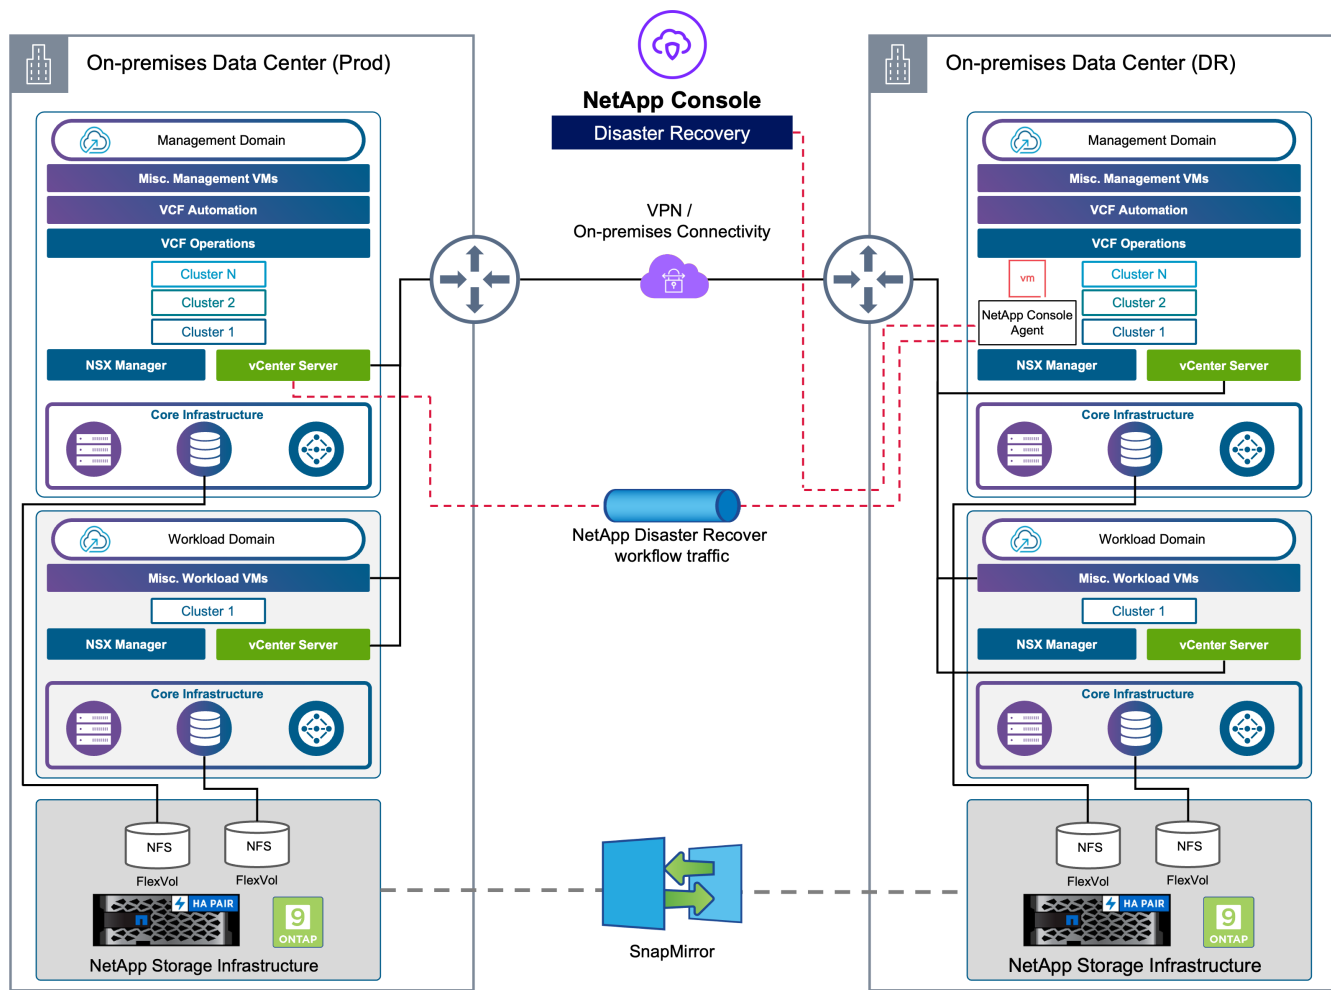 On-premises Data Center (Prod)
Management Domain
Misc. Management VMs
VCF Automation
VCF Operations
Cluster N
Cluster 2
Cluster 1
NSX Manager
vCenter Server
Core Infrastructure
Workload Domain
Misc. Workload VMs
Cluster 1
NSX Manager
vCenter Server
Core Infrastructure
NFS
NFS
FlexVol
FlexVol
HA PAIR
9
ONTAP
NetApp Storage Infrastructure
NetApp Console
Disaster Recovery
VPN /
On-premises Connectivity
NetApp Disaster Recover
workflow traffic
SnapMirror
On-premises Data Center (DR)
Management Domain
Misc. Management VMs
VCF Automation
VCF Operations
vm
NetApp Console
Agent
Cluster N
Cluster 2
Cluster 1
NSX Manager
vCenter Server
Core Infrastructure
Workload Domain
Misc. Workload VMs
Cluster 1
NSX Manager
vCenter Server
Core Infrastructure
NFS
NFS
FlexVol
FlexVol
HA PAIR
9
ONTAP
NetApp Storage Infrastructure